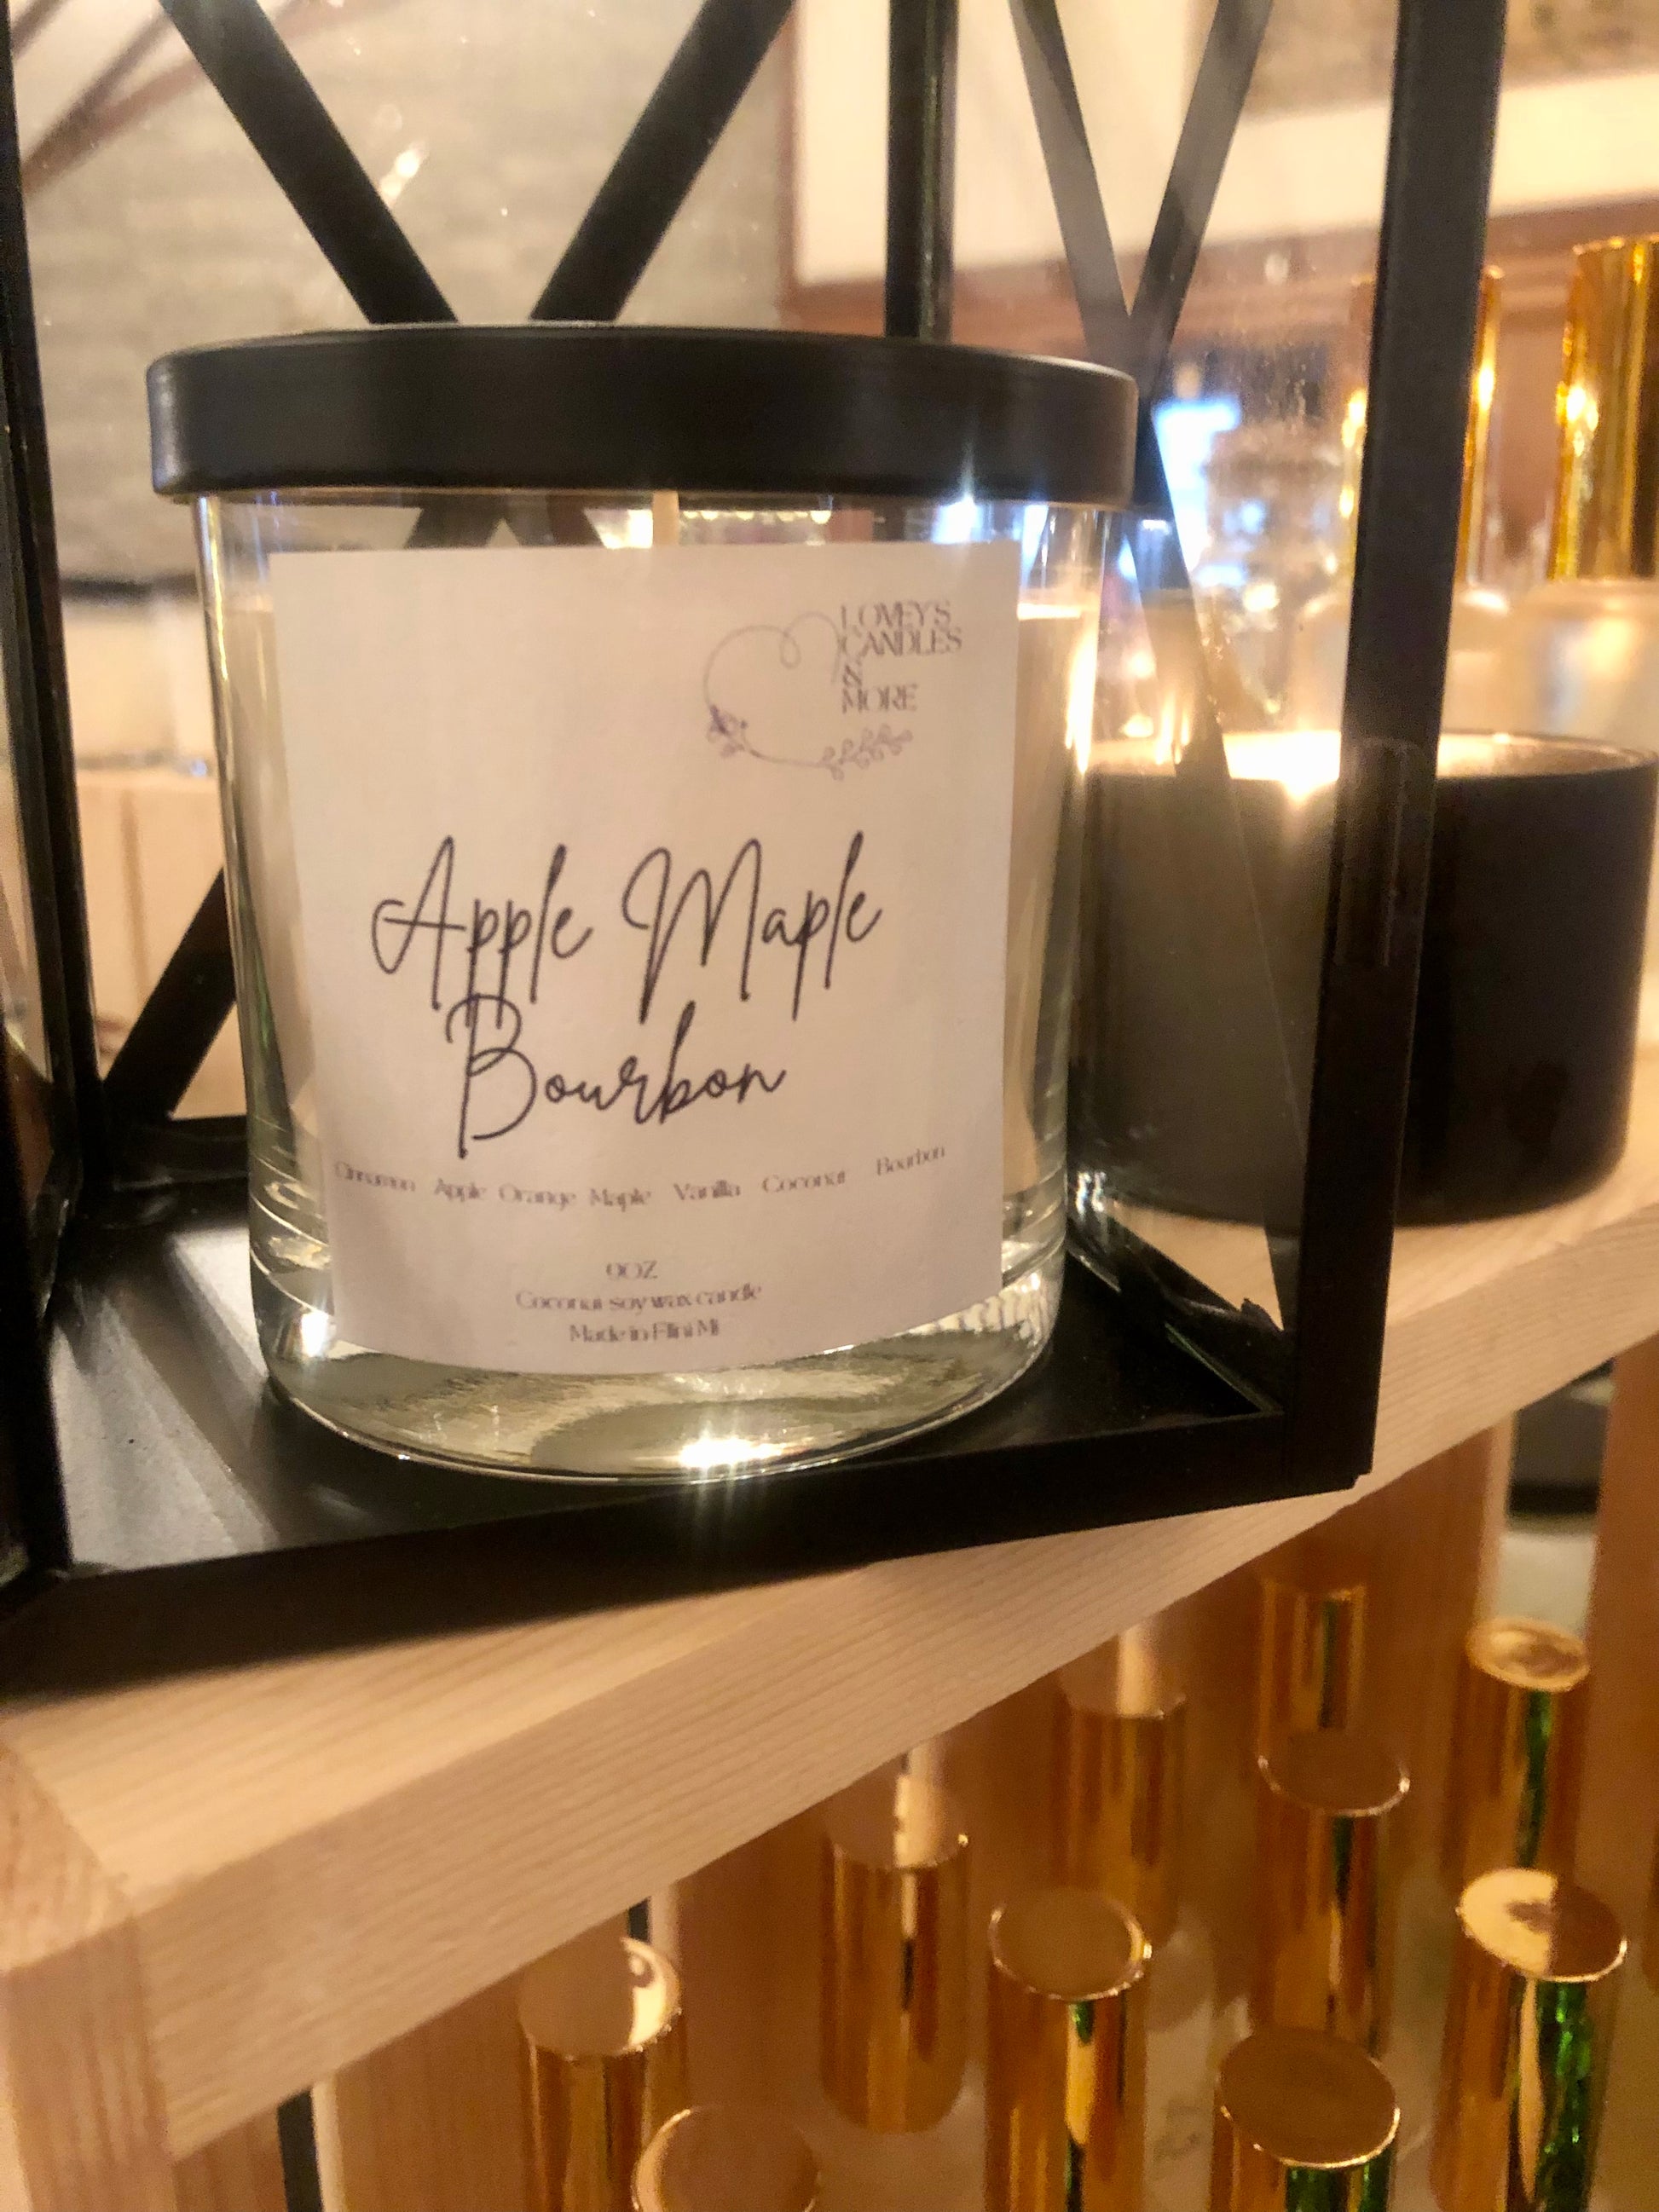 LOVEY'S
CANDLES
&
MORE
Apple Maple
Bourbon
Cinnamon Apple Orange Maple Vanilla Coconut Bourbon
9OZ
Coconut soy wax candle
Made in Flint Mi